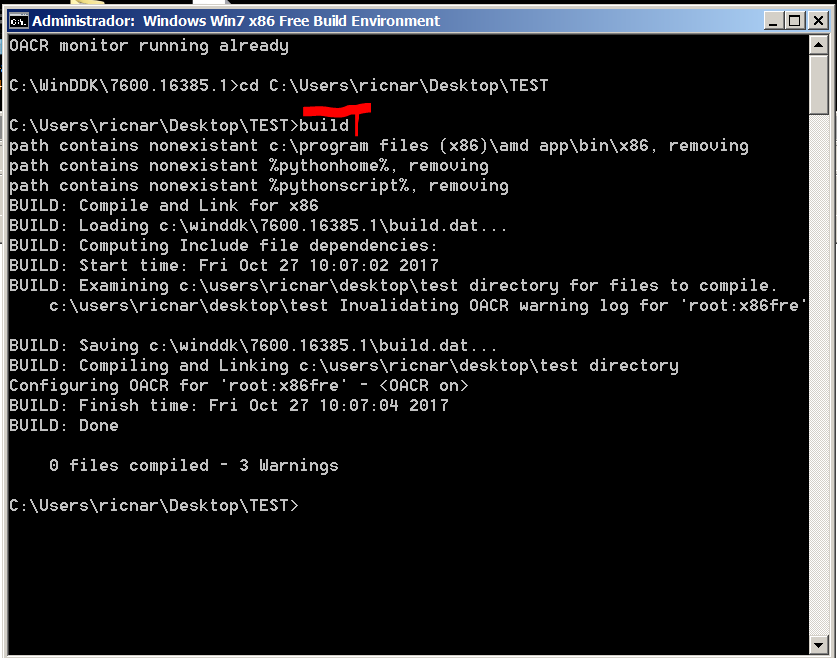 Administrador: Windows Win7 x86 Free Build Environment
OACR monitor running already
C:\WinDDK\7600.16385.1>cd C:\Users\ricnar\Desktop\TEST
C:\Users\ricnar\Desktop\TEST>build
path contains nonexistant c:\program files (x86)\amd app\bin\x86, removing
path contains nonexistant %pythonhome%, removing
path contains nonexistant %pythonscript%, removing
BUILD: Compile and Link for x86
BUILD: Loading c:\winddk\7600.16385.1\build.dat...
BUILD: Computing Include file dependencies:
BUILD: Start time: Fri Oct 27 10:07:02 2017
BUILD: Examining c:\users\ricnar\desktop\test directory for files to compile.
c:\users\ricnar\desktop\test Invalidating OACR warning log for 'root:x86fre'
BUILD: Saving c:\winddk\7600.16385.1\build.dat...
BUILD: Compiling and Linking c:\users\ricnar\desktop\test directory
Configuring OACR for 'root:x86fre' - <OACR on>
BUILD: Finish time: Fri Oct 27 10:07:04 2017
BUILD: Done
0 files compiled - 3 Warnings
C:\Users\ricnar\Desktop\TEST>